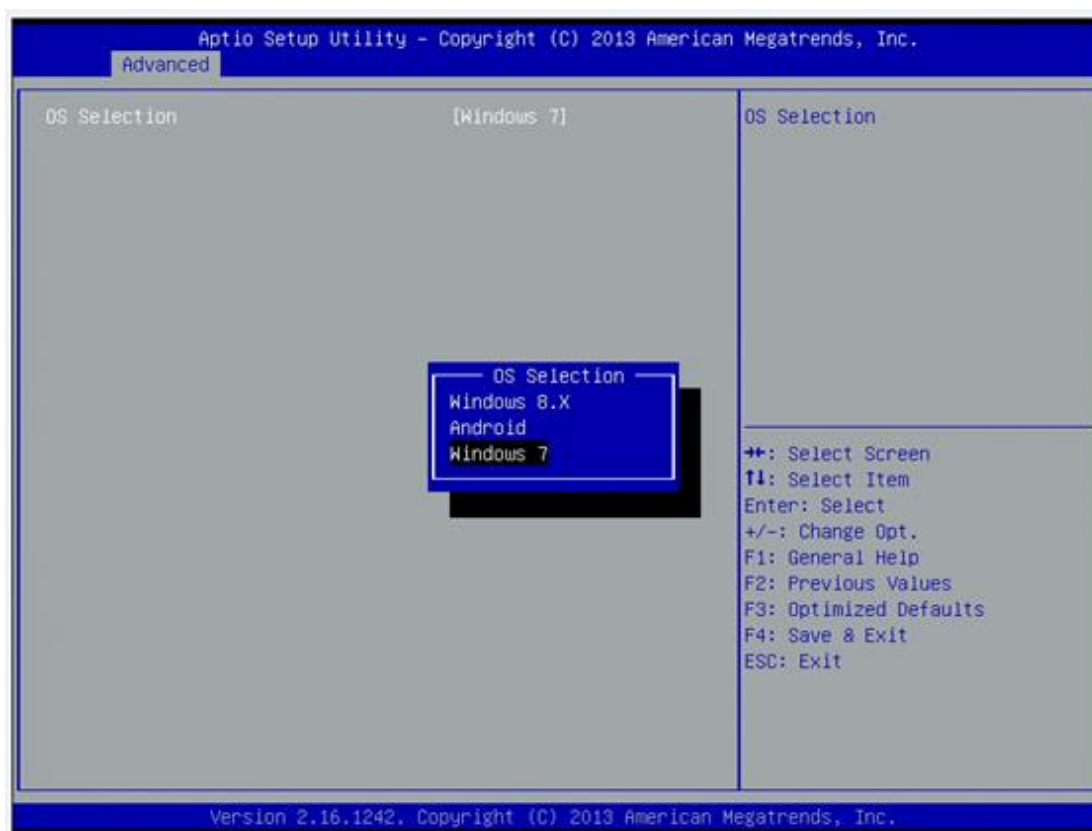 Aptio Setup Utility – Copyright (C) 2013 American Megatrends, Inc.
Advanced
OS Selection [Windows 7]
OS Selection
OS Selection
Windows 8.X
Android
Windows 7
→←: Select Screen
↑↓: Select Item
Enter: Select
+/-: Change Opt.
F1: General Help
F2: Previous Values
F3: Optimized Defaults
F4: Save & Exit
ESC: Exit
Version 2.16.1242. Copyright (C) 2013 American Megatrends, Inc.